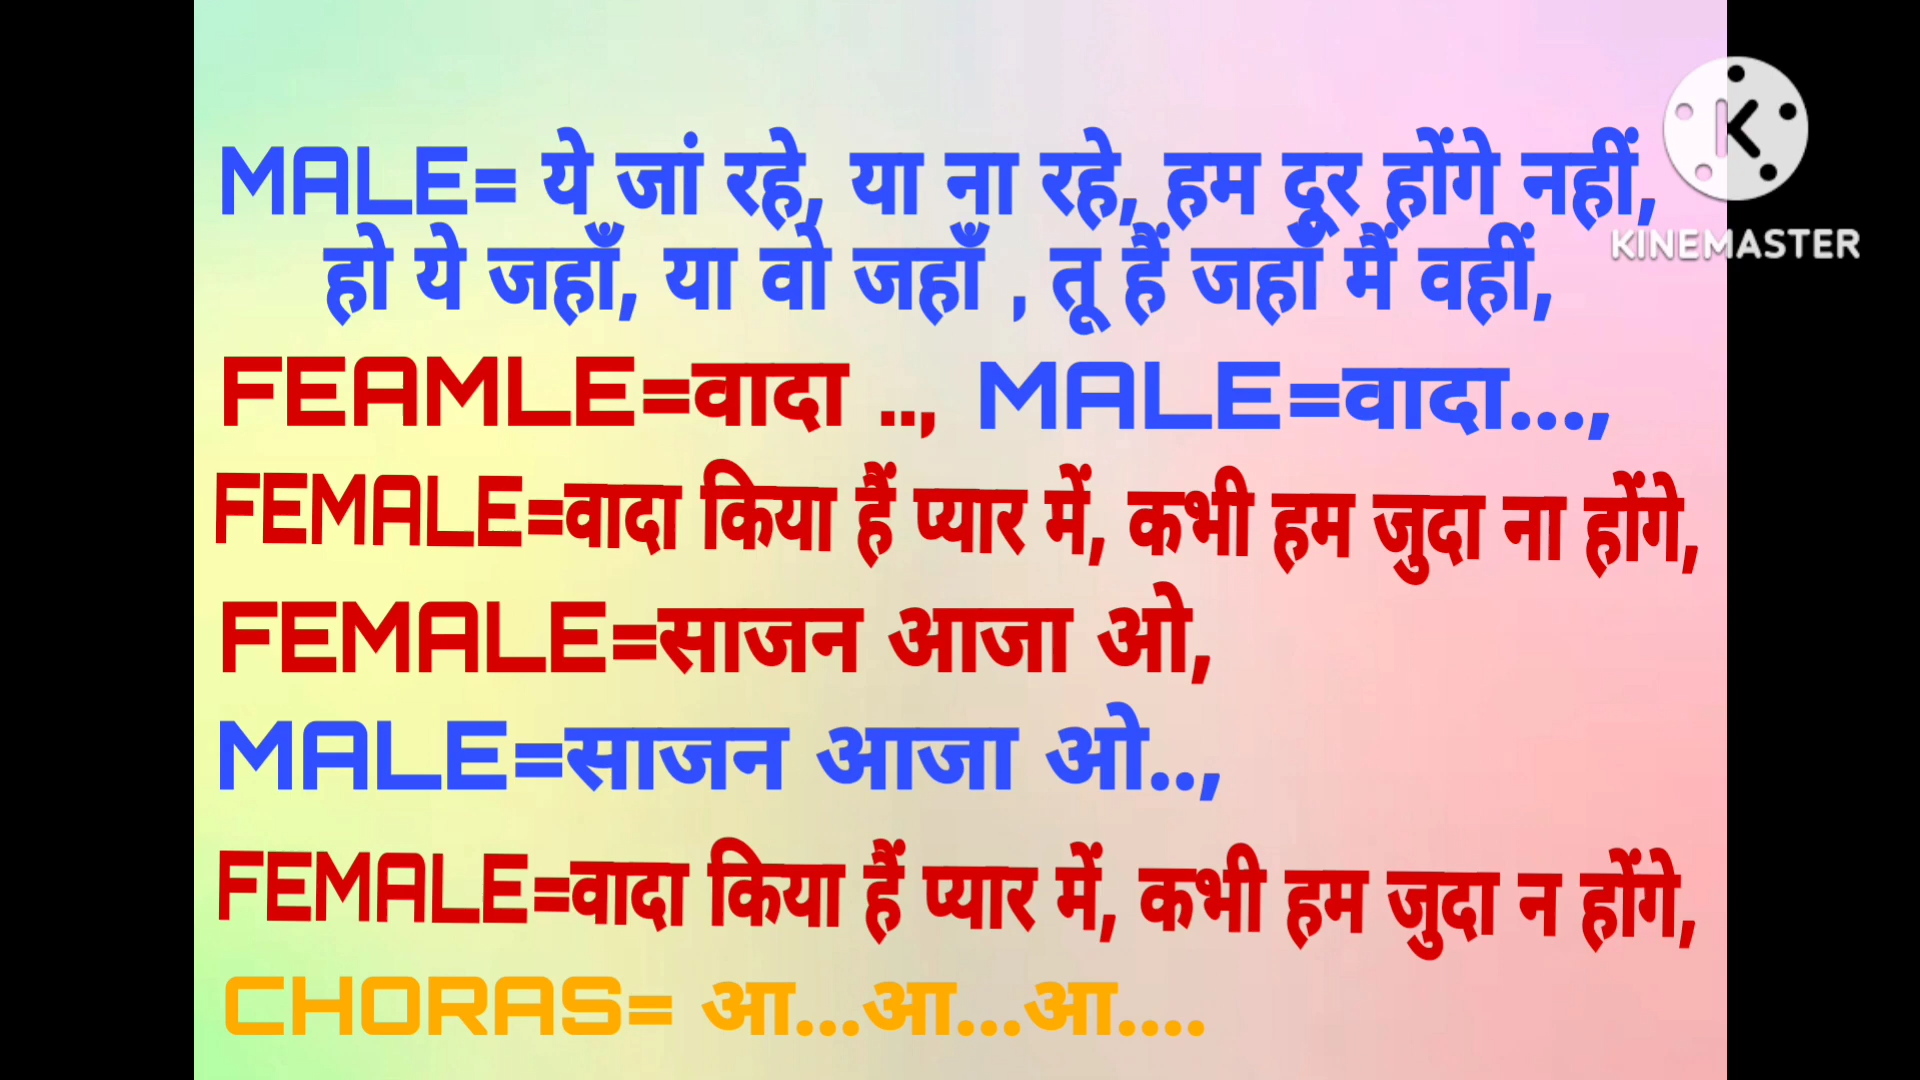 MALE= ये जां रहे, या ना रहे, हम दूर होंगे नहीं,
हो ये जहाँ, या वो जहाँ , तू हैं जहाँ मैं वहीं,
FEAMLE=वादा .., MALE=वादा...,
FEMALE=वादा किया हैं प्यार में, कभी हम जुदा ना होंगे,
FEMALE=साजन आजा ओ,
MALE=साजन आजा ओ..,
FEMALE=वादा किया हैं प्यार में, कभी हम जुदा न होंगे,
CHORAS= आ...आ...आ....
KINEMASTER